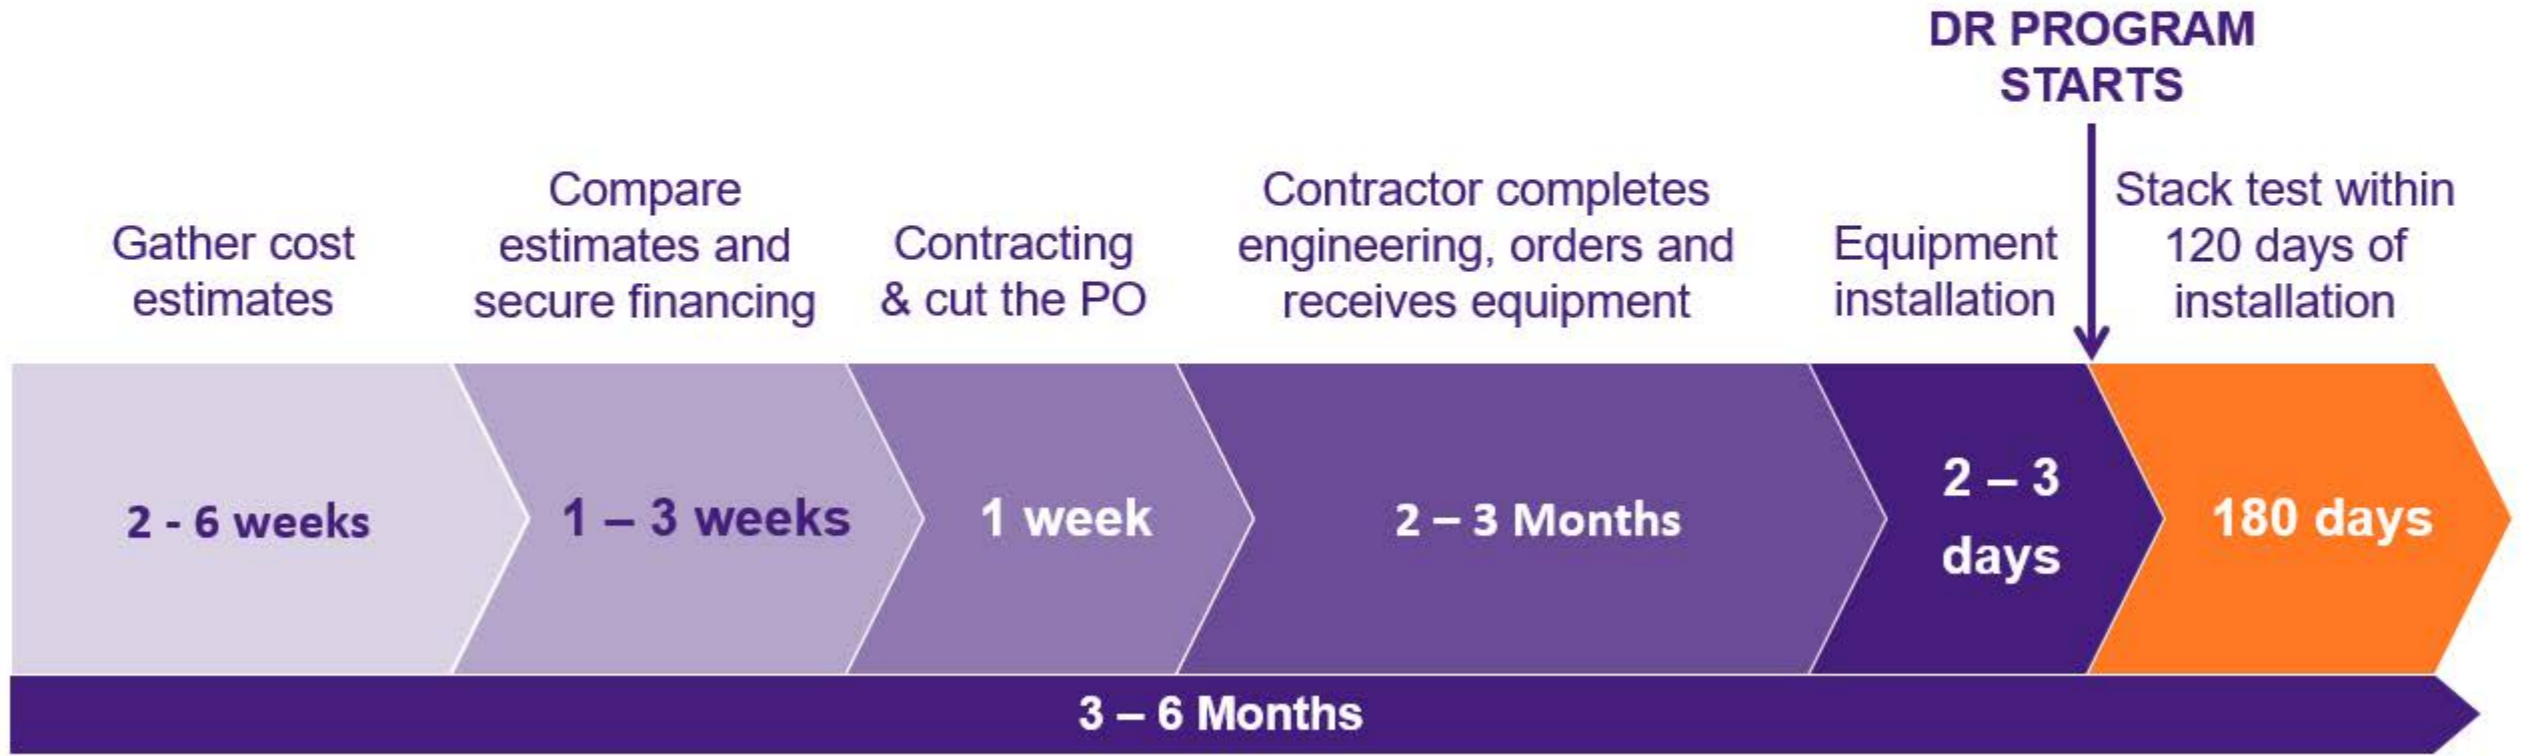 DR PROGRAM
STARTS
Gather cost
estimates
Compare
estimates and
secure financing
Contracting
& cut the PO
Contractor completes
engineering, orders and
receives equipment
Equipment
installation
Stack test within
120 days of
installation
2 - 6 weeks
1 – 3 weeks
1 week
2 – 3 Months
2 – 3
days
180 days
3 – 6 Months